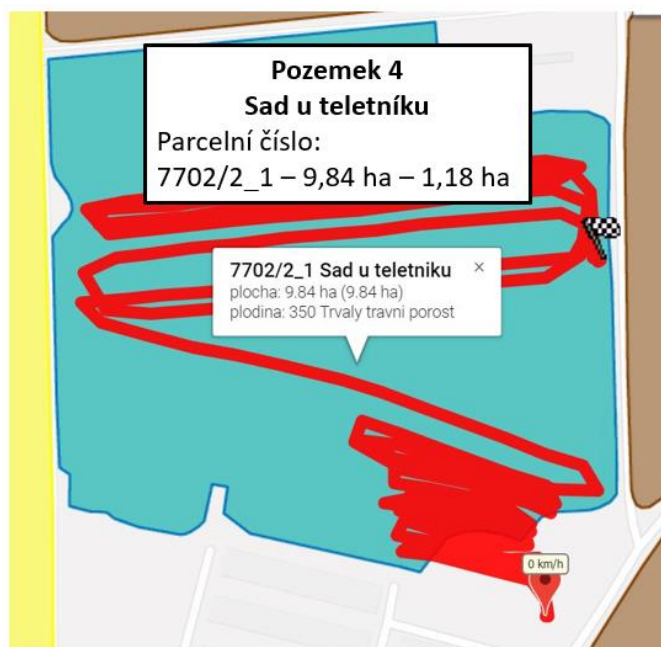 Pozemek 4
Sad u teletníku
Parcelní číslo:
7702/2_1 – 9,84 ha – 1,18 ha
7702/2_1 Sad u teletniku ×
plocha: 9.84 ha (9.84 ha)
plodina: 350 Trvaly travni porost
0 km/h